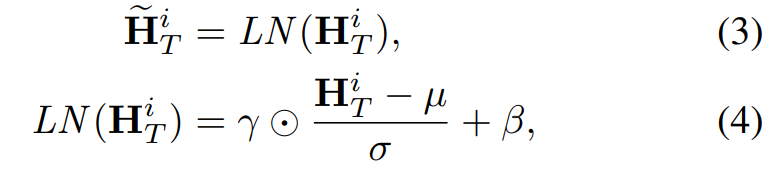 $\widetilde{\mathbf{H}}_T^i = LN(\mathbf{H}_T^i),$ (3)
$LN(\mathbf{H}_T^i) = \gamma \odot \frac{\mathbf{H}_T^i - \mu}{\sigma} + \beta,$ (4)